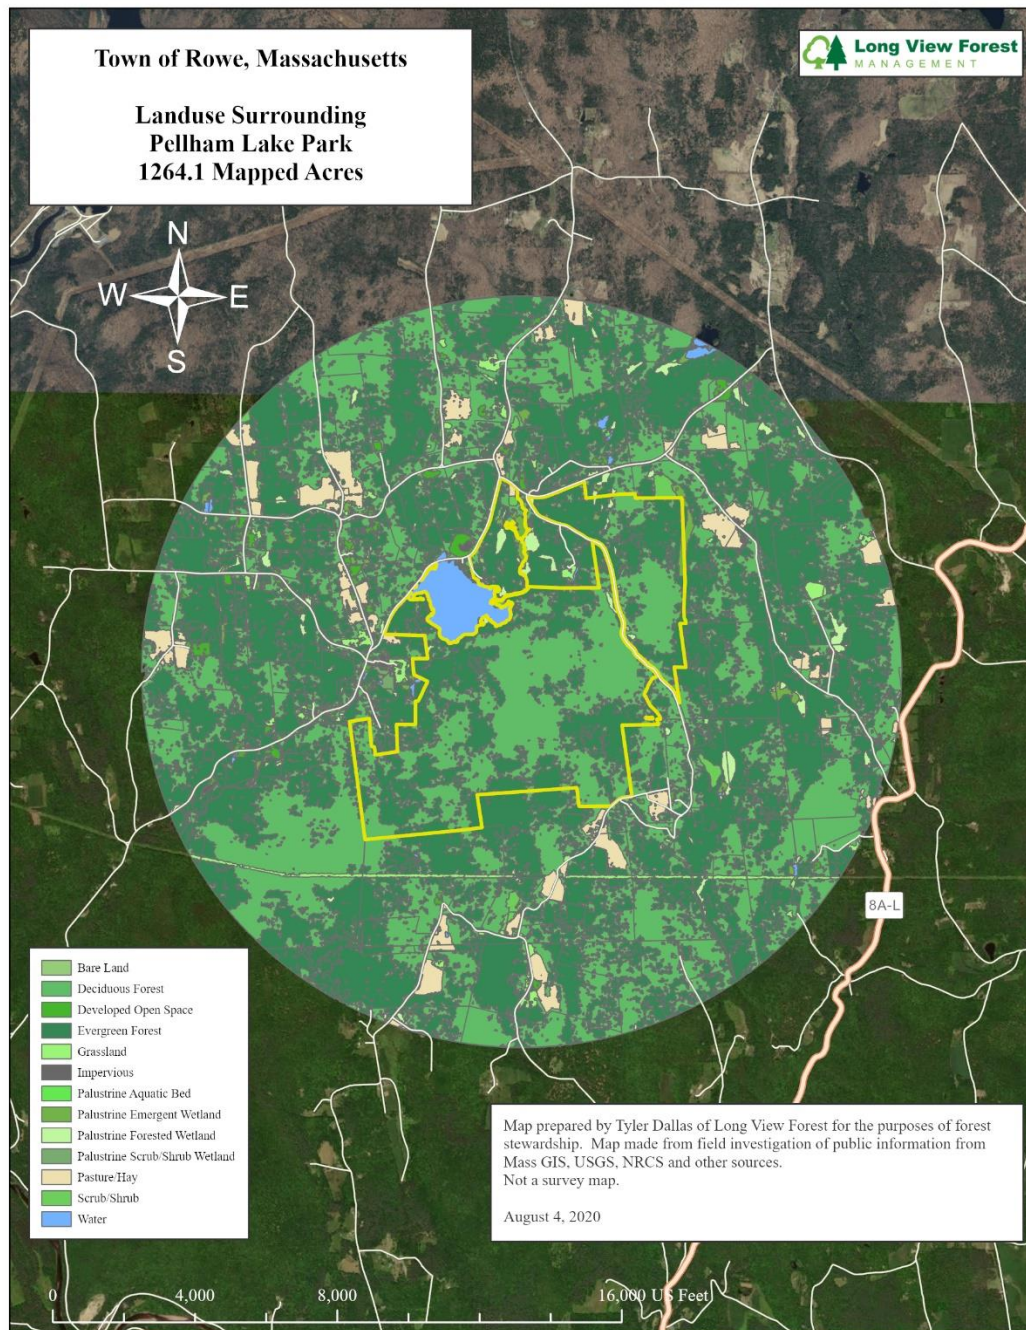 Town of Rowe, Massachusetts
Landuse Surrounding
Pellham Lake Park
1264.1 Mapped Acres
Long View Forest
MANAGEMENT
N
W E
S
8A-L
Bare Land
Deciduous Forest
Developed Open Space
Evergreen Forest
Grassland
Impervious
Palustrine Aquatic Bed
Palustrine Emergent Wetland
Palustrine Forested Wetland
Palustrine Scrub/Shrub Wetland
Pasture/Hay
Scrub/Shrub
Water
Map prepared by Tyler Dallas of Long View Forest for the purposes of forest
stewardship. Map made from field investigation of public information from
Mass GIS, USGS, NRCS and other sources.
Not a survey map.
August 4, 2020
0 4,000 8,000 16,000 US Feet